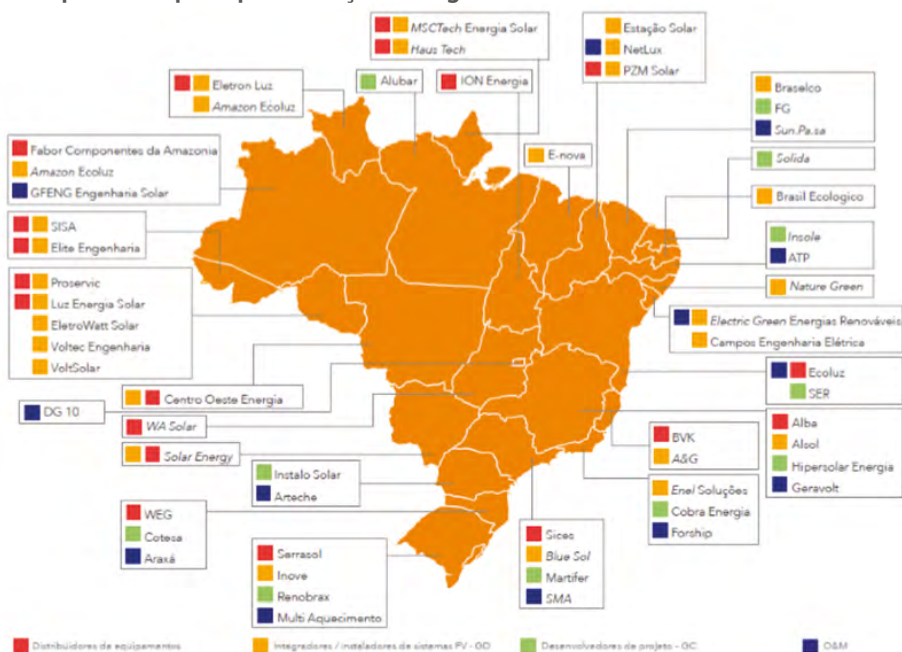 MSCTech Energia Solar
Haus Tech
Estação Solar
NetLux
PZM Solar
Eletron Luz
Amazon Ecoluz
Alubar
ION Energia
Braselco
FG
Sun.Pa.sa
Fabor Componentes da Amazonia
Amazon Ecoluz
GFENG Engenharia Solar
E-nova
Solida
Brasil Ecologico
SISA
Elite Engenharia
Insole
ATP
Nature Green
Proservic
Luz Energia Solar
EletroWatt Solar
Voltec Engenharia
VoltSolar
Electric Green Energias Renováveis
Campos Engenharia Elétrica
Ecoluz
SER
Centro Oeste Energia
DG 10
WA Solar
Solar Energy
BVK
A&G
Alba
Alsol
Hipersolar Energia
Geravolt
Instalo Solar
Arteche
Enel Soluções
Cobra Energia
Forship
WEG
Cotesa
Araxá
Serrasol
Inove
Renobrax
Multi Aquecimento
Sices
Blue Sol
Martifer
SMA
Distribuidores de equipamentos
Integradores / instaladores de sistemas PV - GD
Desenvolvedores de projeto - GC
O&M